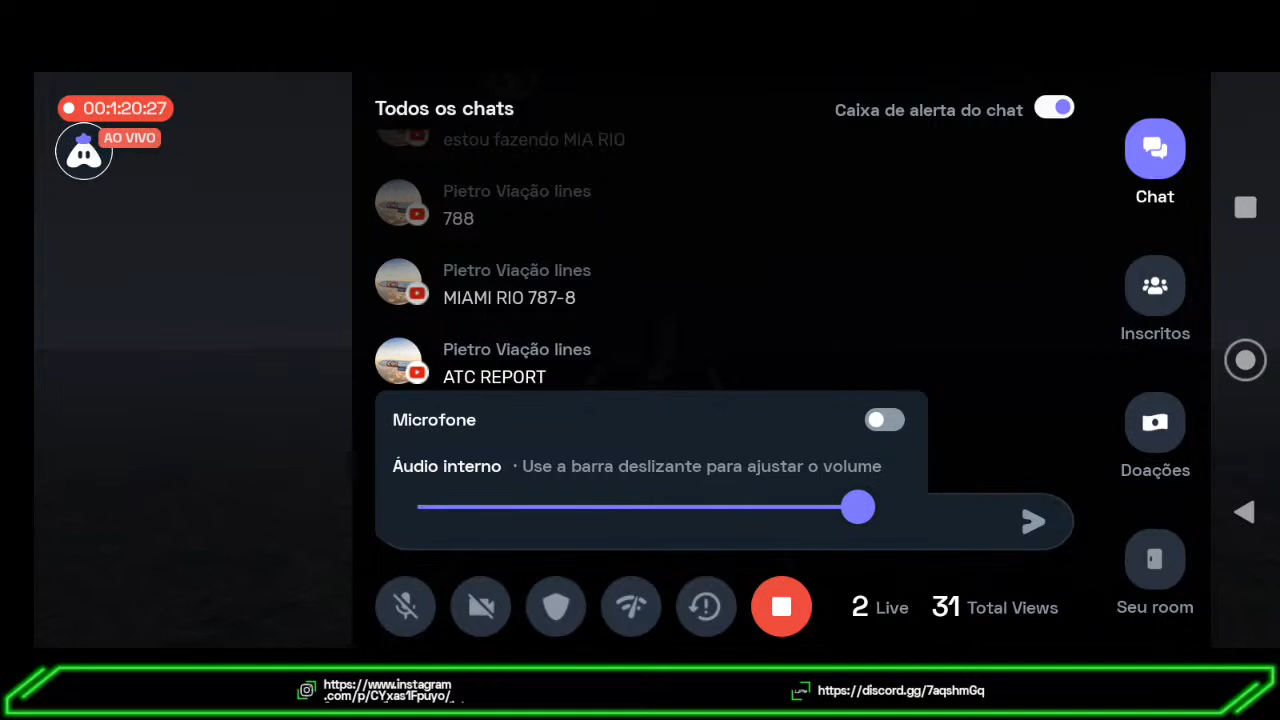 00:1:20:27
AO VIVO
Todos os chats
Caixa de alerta do chat
estou fazendo MIA RIO
Pietro Viação lines
788
Pietro Viação lines
MIAMI RIO 787-8
Pietro Viação lines
ATC REPORT
Microfone
Áudio interno · Use a barra deslizante para ajustar o volume
2 Live 31 Total Views
Chat
Inscritos
Doações
Seu room
https://www.instagram
.com/p/CYxas1Fpuyo/
https://discord.gg/7aqshmGq